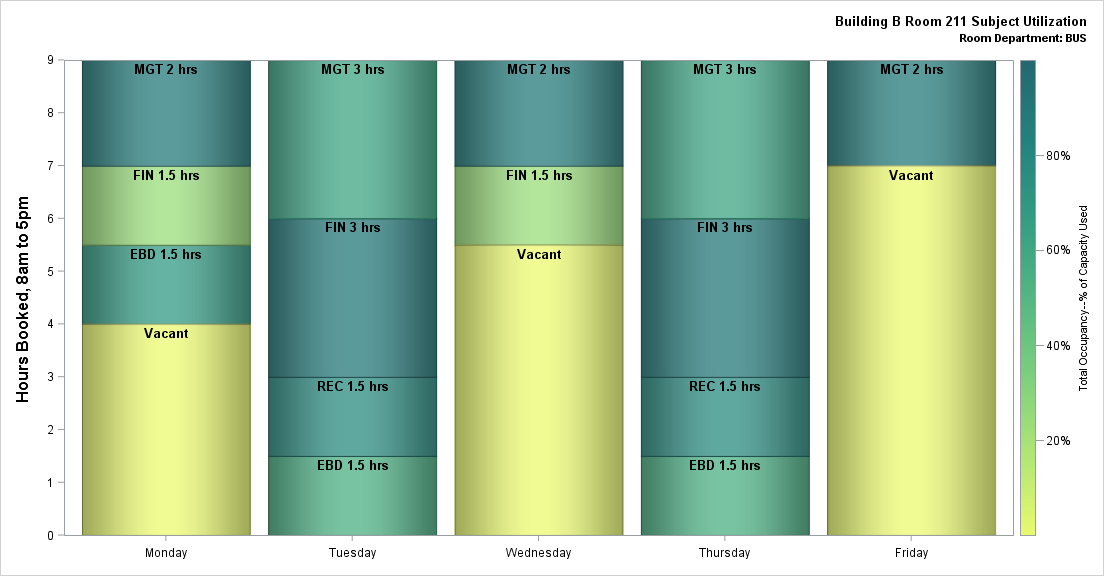 Building B Room 211 Subject Utilization
Room Department: BUS
Hours Booked, 8am to 5pm
9
8
7
6
5
4
3
2
1
0
MGT 2 hrs
FIN 1.5 hrs
EBD 1.5 hrs
Vacant
MGT 3 hrs
FIN 3 hrs
REC 1.5 hrs
EBD 1.5 hrs
MGT 2 hrs
FIN 1.5 hrs
Vacant
MGT 3 hrs
FIN 3 hrs
REC 1.5 hrs
EBD 1.5 hrs
MGT 2 hrs
Vacant
Monday
Tuesday
Wednesday
Thursday
Friday
80%
60%
40%
20%
Total Occupancy--% of Capacity Used